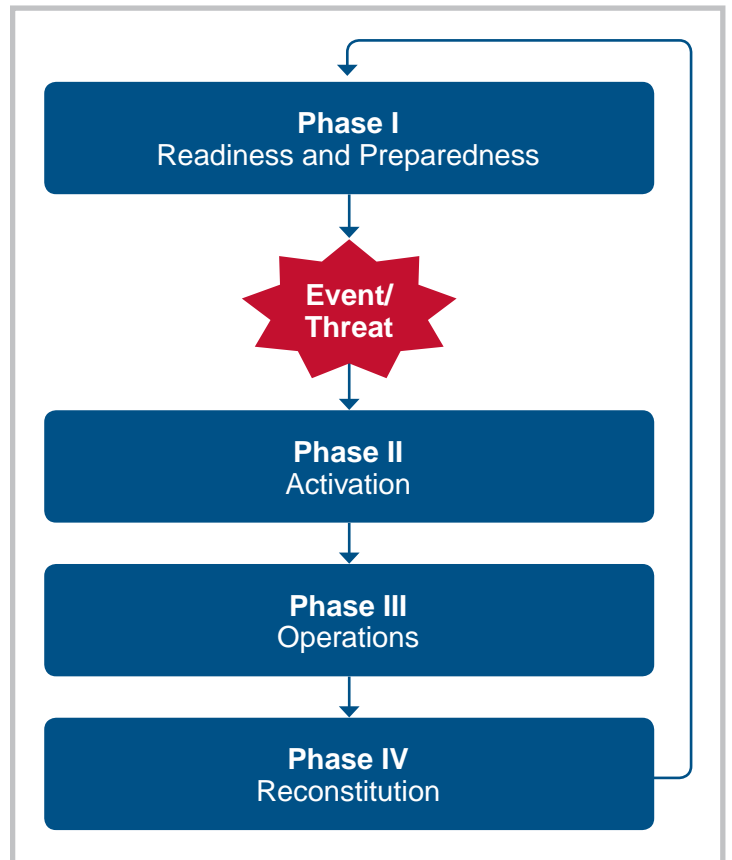 Phase I
Readiness and Preparedness
Event/
Threat
Phase II
Activation
Phase III
Operations
Phase IV
Reconstitution